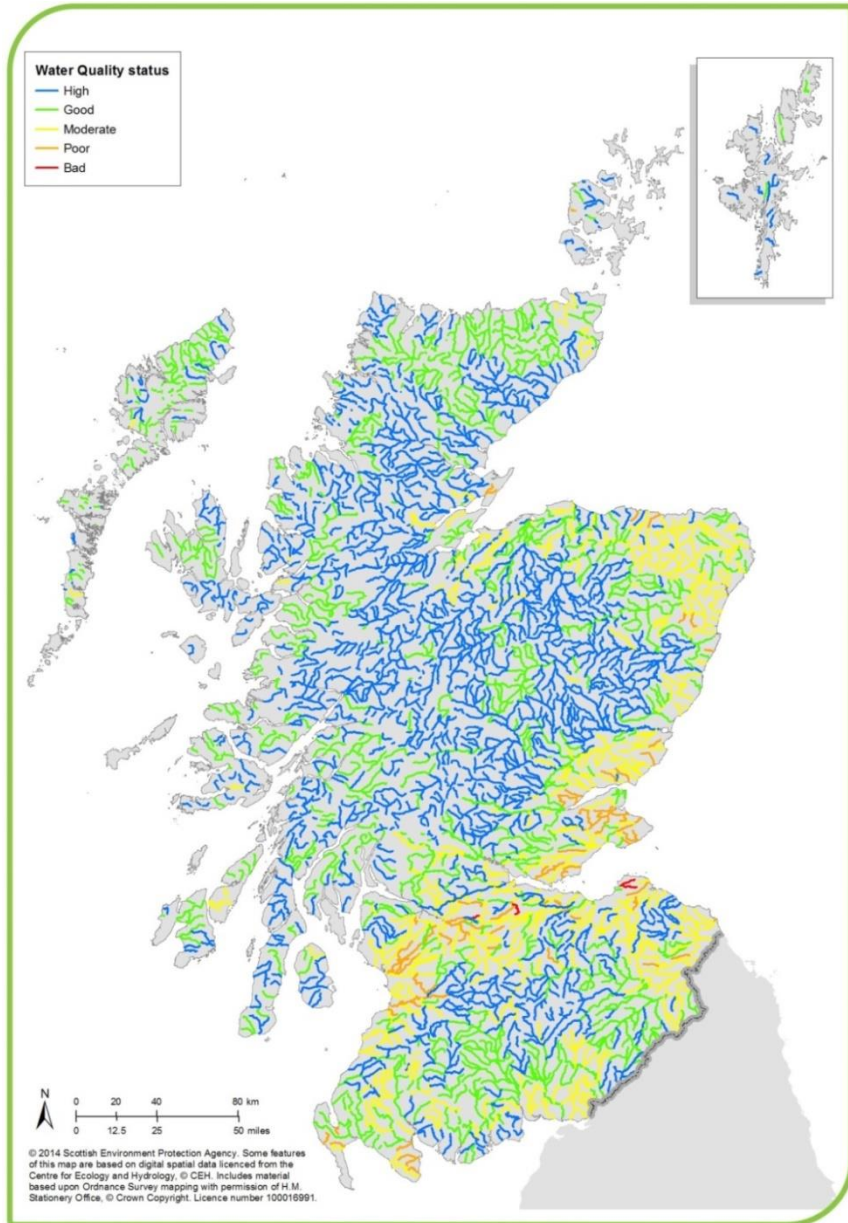 Water Quality status
High
Good
Moderate
Poor
Bad
N
0 20 40 80 km
0 12.5 25 50 miles
© 2014 Scottish Environment Protection Agency. Some features
of this map are based on digital spatial data licenced from the
Centre for Ecology and Hydrology, © CEH. Includes material
based upon Ordnance Survey mapping with permission of H.M.
Stationery Office, © Crown Copyright. Licence number 100016991.